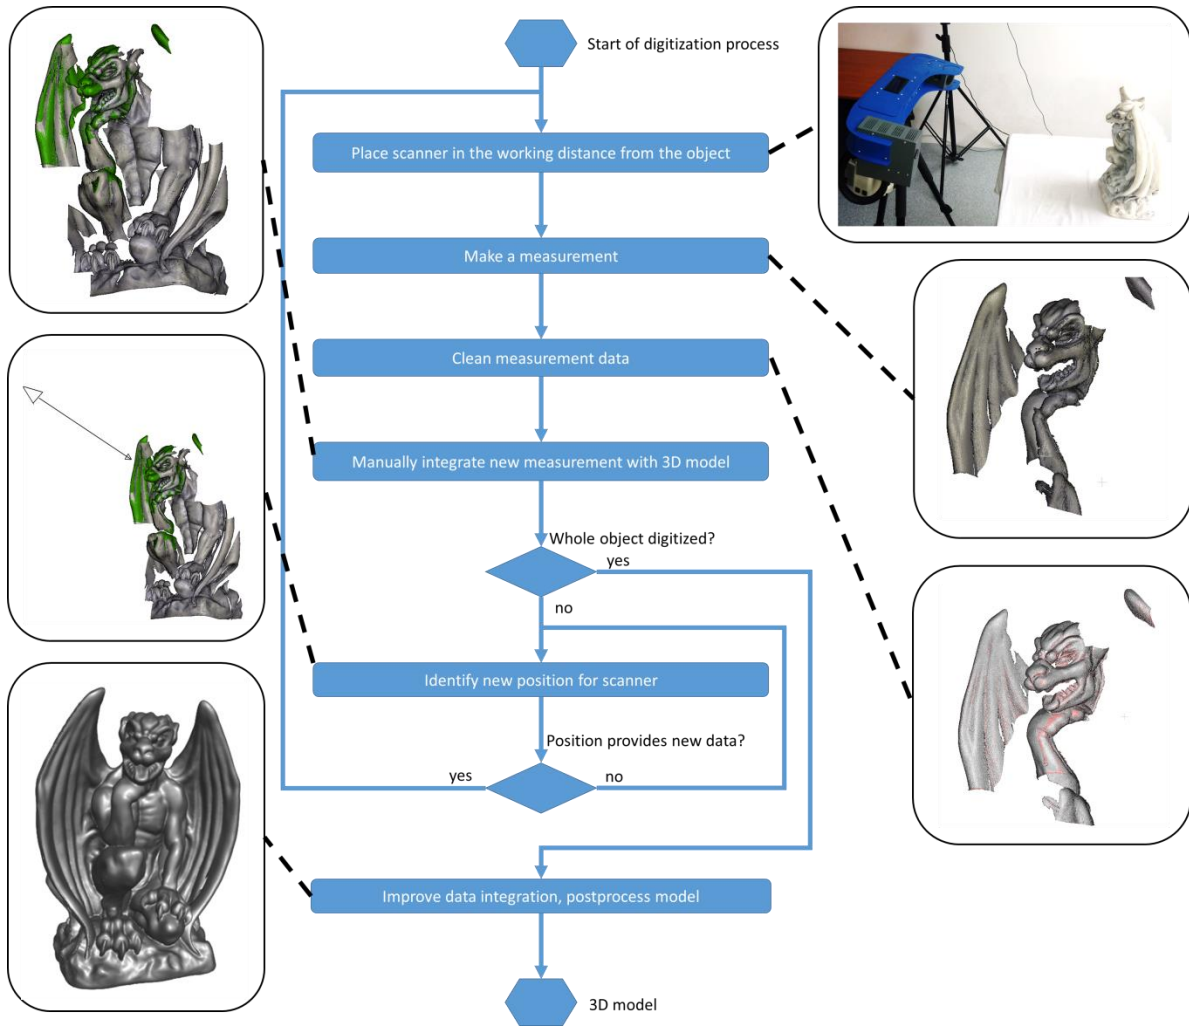 Start of digitization process
Place scanner in the working distance from the object
Make a measurement
Clean measurement data
Manually integrate new measurement with 3D model
Whole object digitized?
yes
no
Identify new position for scanner
Position provides new data?
yes
no
Improve data integration, postprocess model
3D model